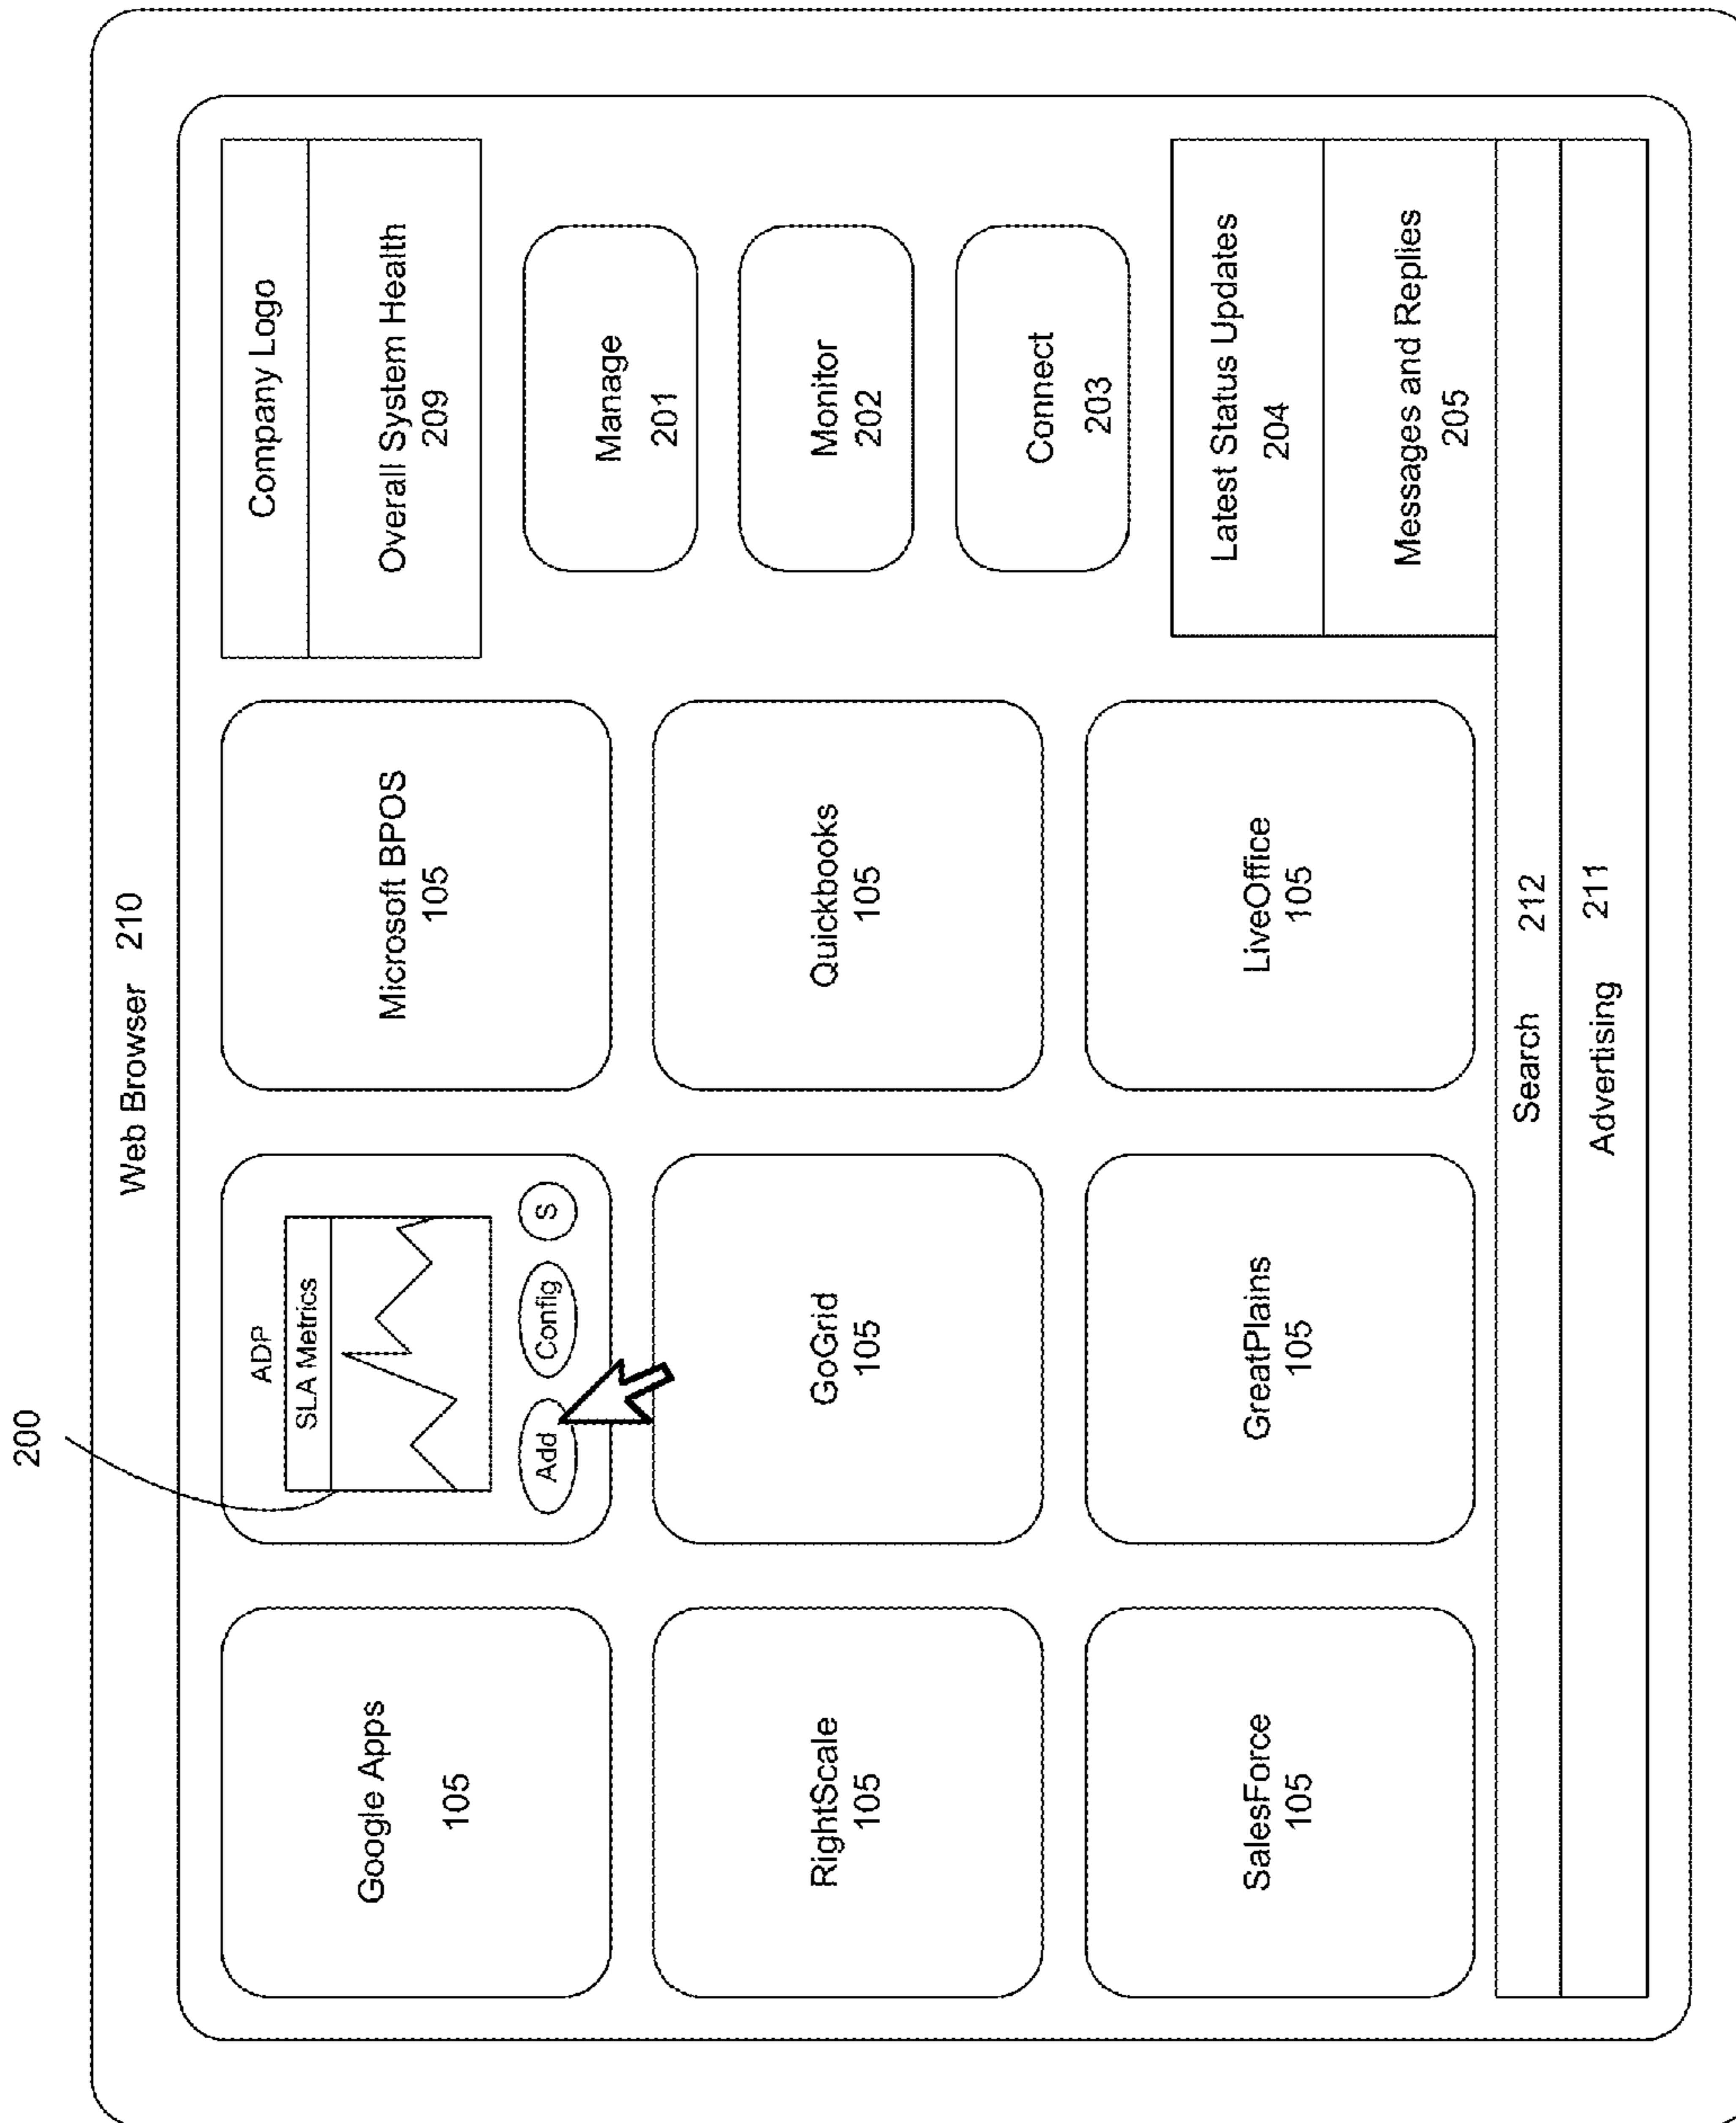 200
Web Browser 210
Google Apps
105
ADP
SLA Metrics
Add
Config
S
Microsoft BPOS
105
Company Logo
Overall System Health
209
RightScale
105
GoGrid
105
Quickbooks
105
Manage
201
Monitor
202
Connect
203
SalesForce
105
GreatPlains
105
LiveOffice
105
Latest Status Updates
204
Messages and Replies
205
Search 212
Advertising 211